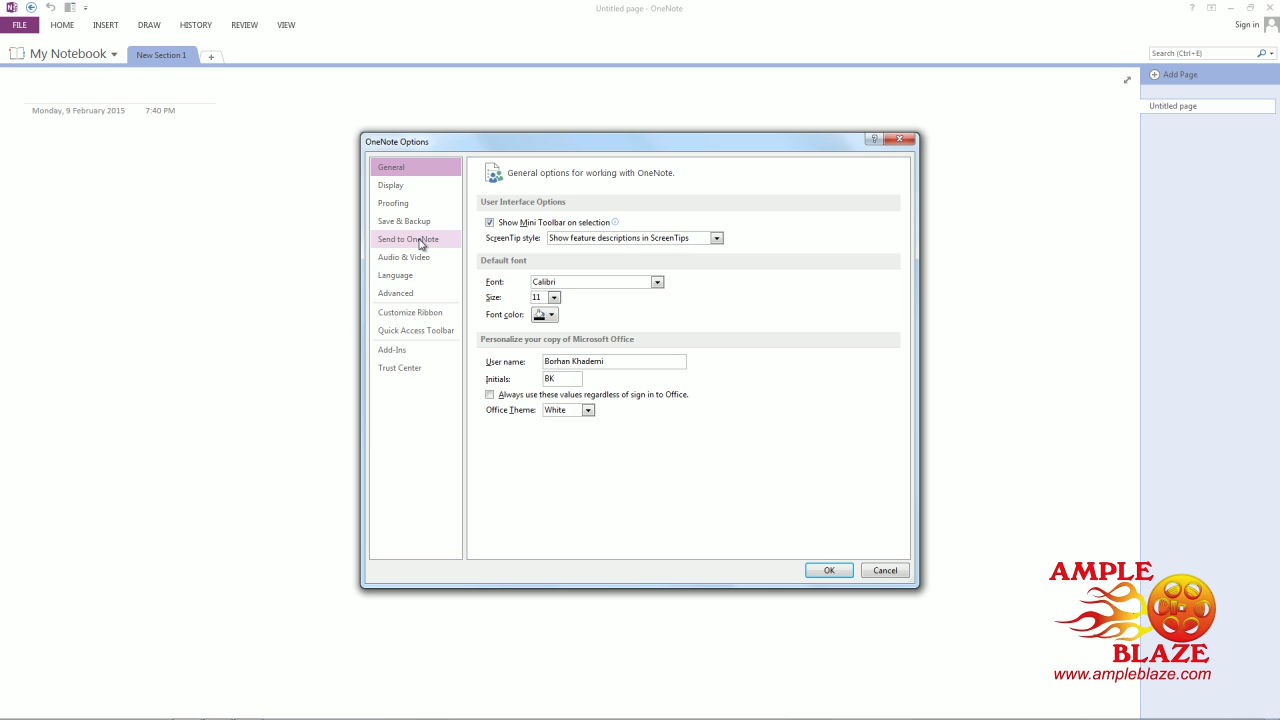 Untitled page - OneNote
FILE HOME INSERT DRAW HISTORY REVIEW VIEW
Sign in
My Notebook New Section 1 +
Search (Ctrl+E)
Add Page
Untitled page
Monday, 9 February 2015 7:40 PM
OneNote Options
General
Display
Proofing
Save & Backup
Send to OneNote
Audio & Video
Language
Advanced
Customize Ribbon
Quick Access Toolbar
Add-Ins
Trust Center
General options for working with OneNote.
User Interface Options
Show Mini Toolbar on selection
ScreenTip style: Show feature descriptions in ScreenTips
Default font
Font: Calibri
Size: 11
Font color:
Personalize your copy of Microsoft Office
User name: Borhan Khademi
Initials: BK
Always use these values regardless of sign in to Office.
Office Theme: White
OK Cancel
AMPLE
BLAZE
www.ampleblaze.com